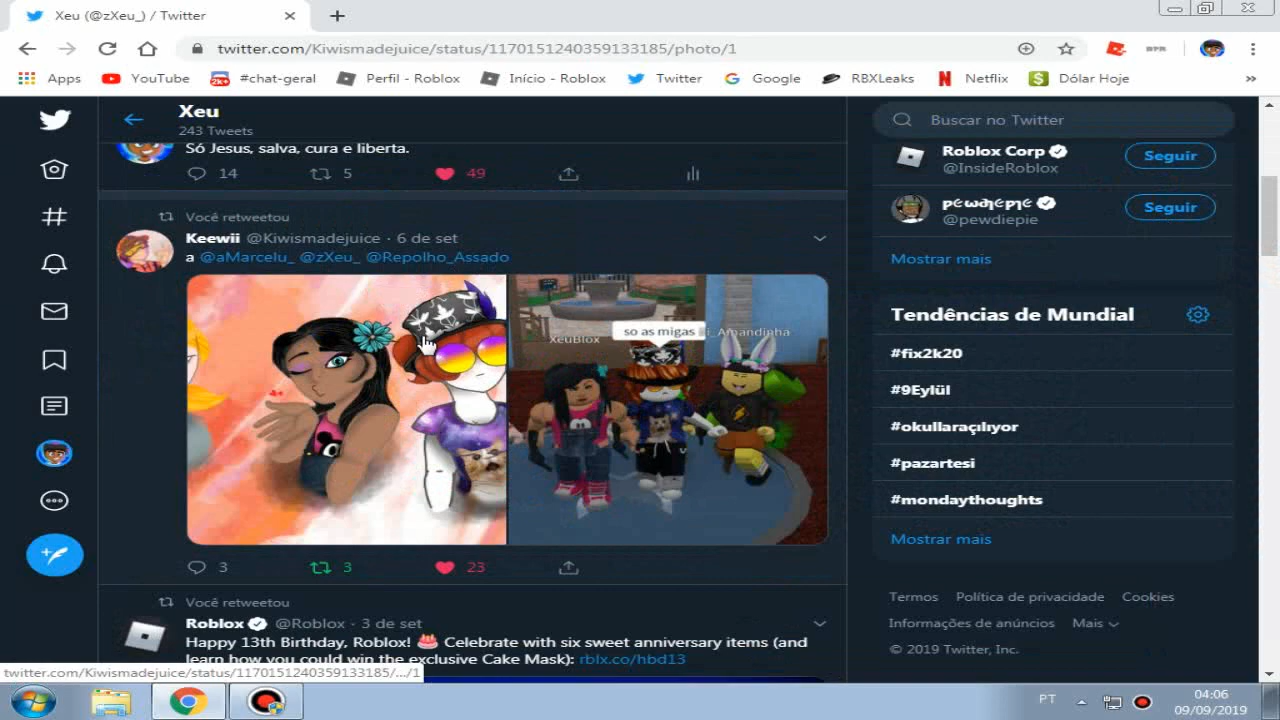 Xeu (@zXeu_) / Twitter
twitter.com/Kiwismadejuice/status/1170151240359133185/photo/1
Apps
YouTube
2k+
#chat-geral
Perfil - Roblox
Início - Roblox
Twitter
Google
RBXLeaks
Netflix
Dólar Hoje
»
Xeu
243 Tweets
Só Jesus, salva, cura e liberta.
14
5
49
Você retweetou
Keewii @Kiwismadejuice · 6 de set
a @aMarcelu_ @zXeu_ @Repolho_Assado
so as migas
XeuBlox
i_Amandinha
3
3
23
Você retweetou
Roblox @Roblox · 3 de set
Happy 13th Birthday, Roblox! 🎂 Celebrate with six sweet anniversary items (and
learn how you could win the exclusive Cake Mask): rblx.co/hbd13
Buscar no Twitter
Roblox Corp
@InsideRoblox
Seguir
@pewdiepie
Seguir
Mostrar mais
Tendências de Mundial
#fix2k20
#9Eylül
#okullaraçılıyor
#pazartesi
#mondaythoughts
Mostrar mais
Termos Política de privacidade Cookies
Informações de anúncios Mais
© 2019 Twitter, Inc.
twitter.com/Kiwismadejuice/status/1170151240359133185/.../1
PT
04:06
09/09/2019